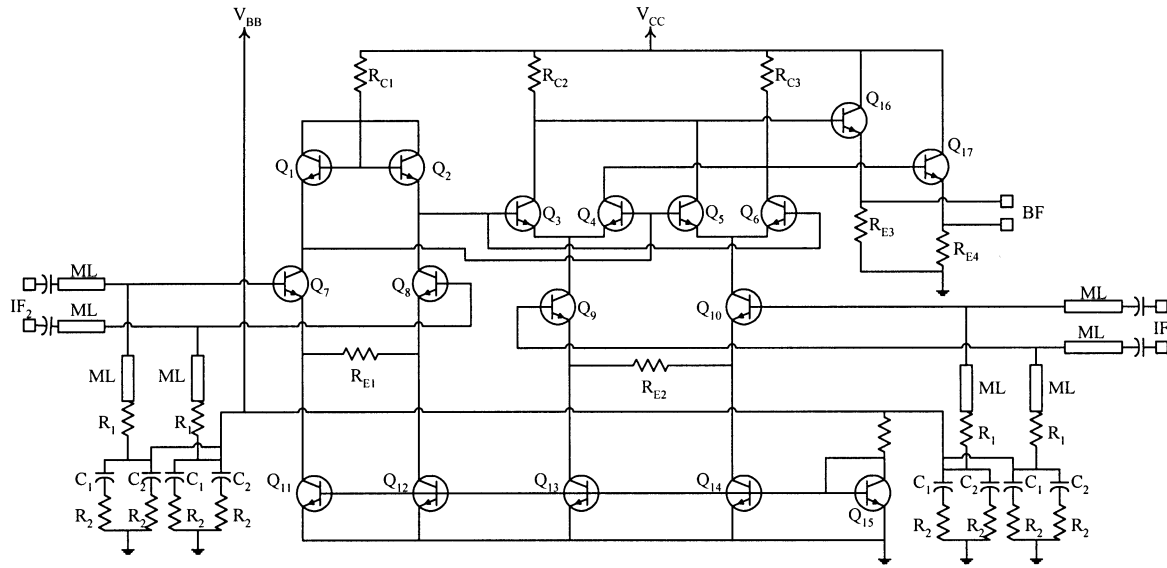 V_BB
V_CC
R_C1
R_C2
R_C3
Q_16
Q_17
Q_1
Q_2
Q_3
Q_4
Q_5
Q_6
R_E3
BF
R_E4
ML
Q_7
Q_8
IF_2
ML
Q_9
Q_10
ML
ML
IF
R_E1
R_E2
ML
ML
ML
ML
R_1
R_1
R_1
R_1
C_1
C_2
C_1
C_2
Q_11
Q_12
Q_13
Q_14
Q_15
C_1
C_2
C_1
C_2
R_2
R_2
R_2
R_2
R_2
R_2
R_2
R_2